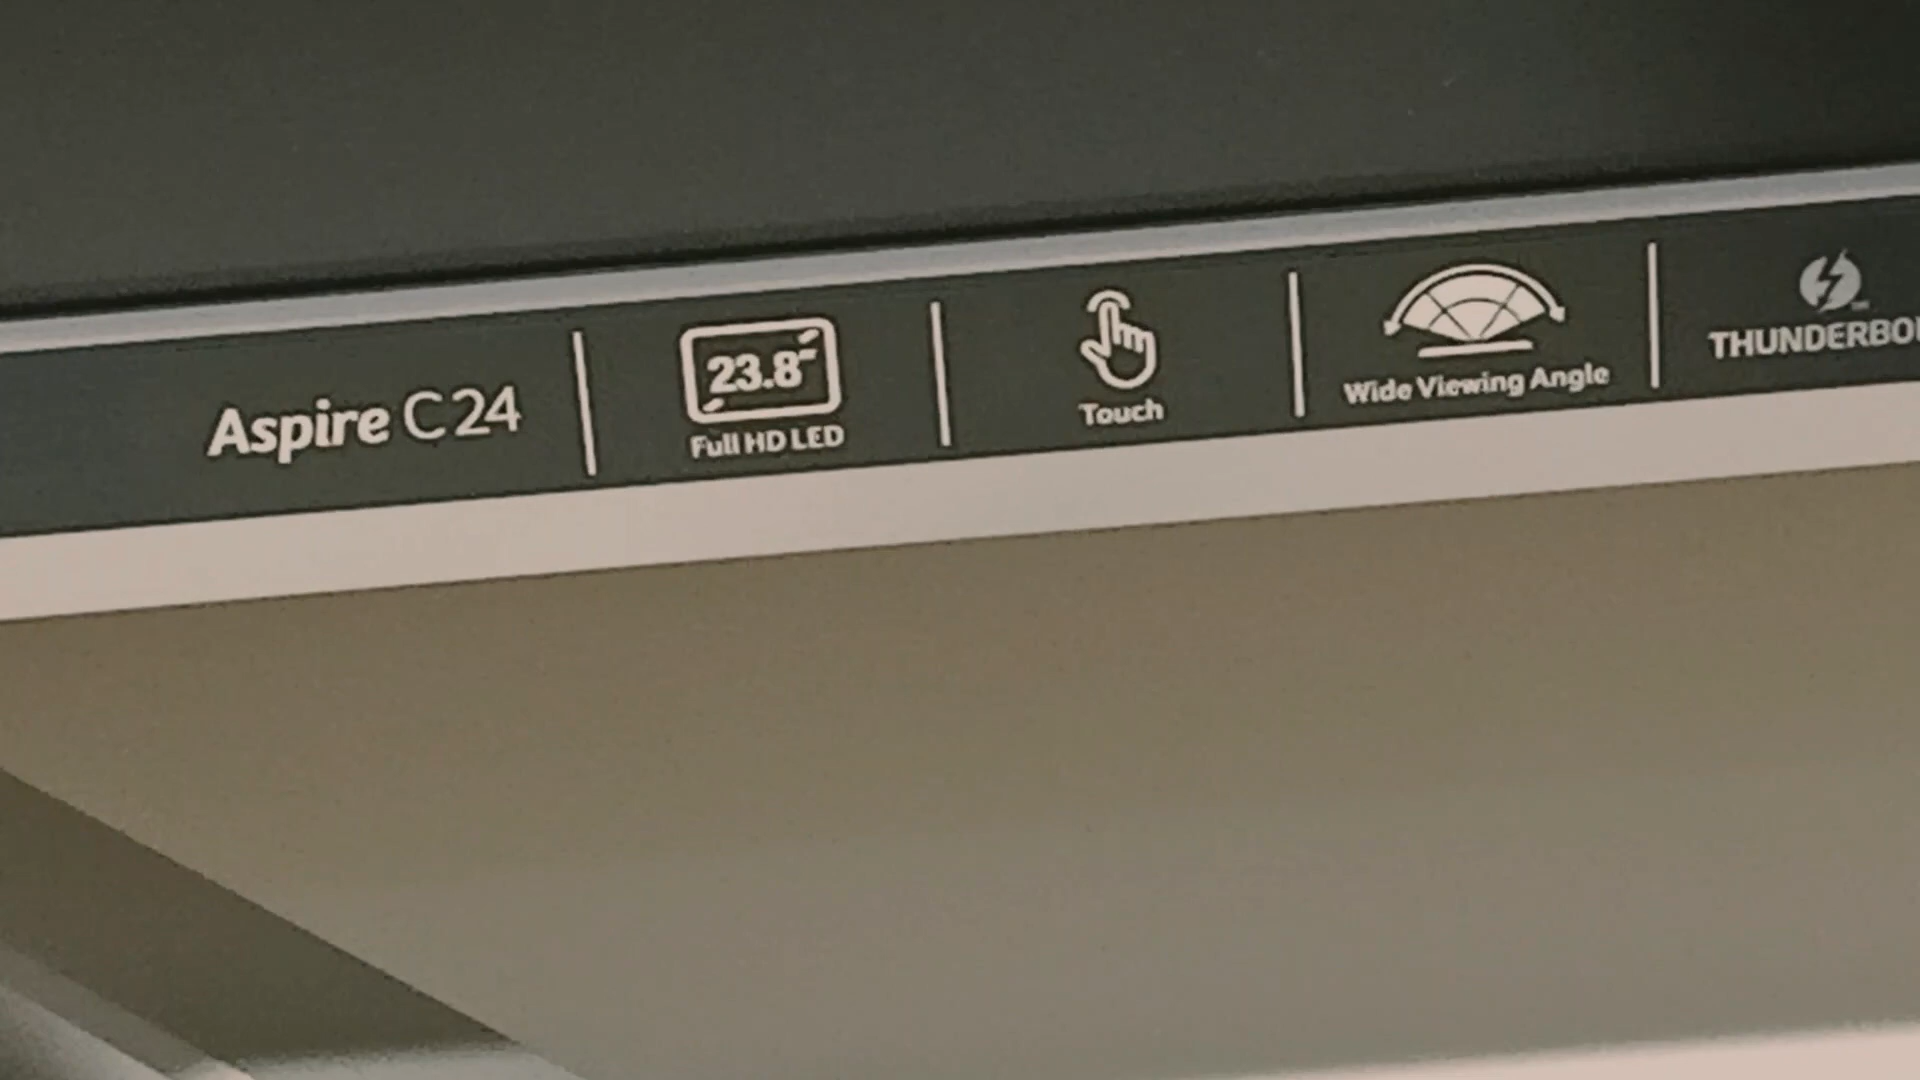 Aspire C24
23.8"
Full HD LED
Touch
Wide Viewing Angle